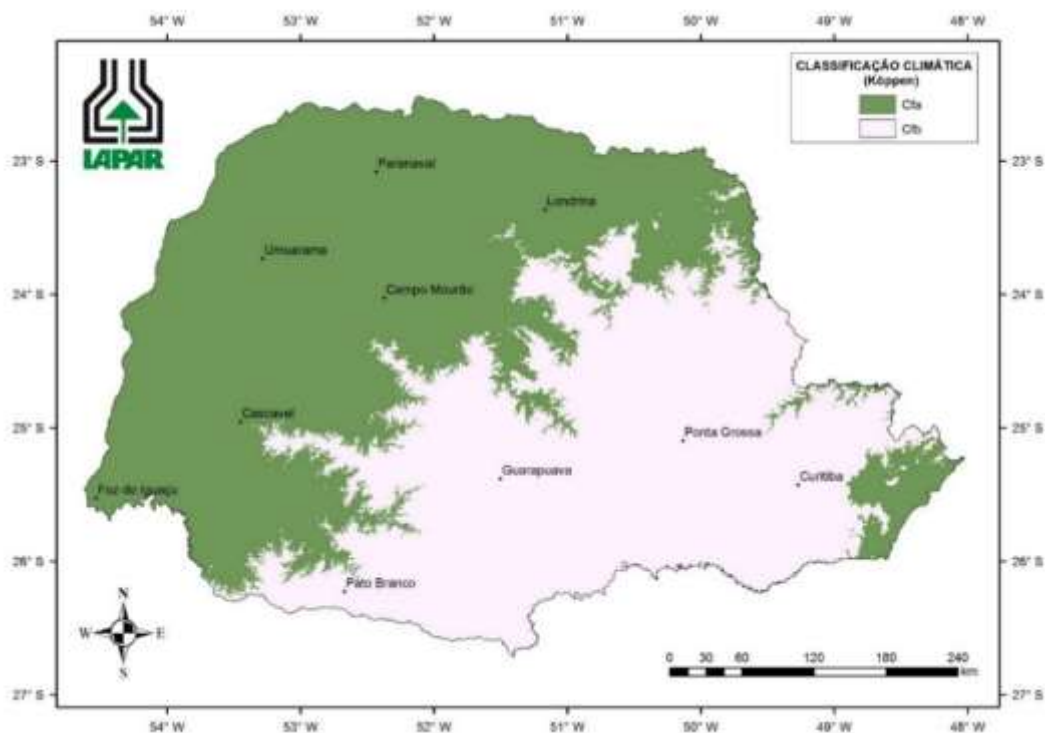 54° W 53° W 52° W 51° W 50° W 49° W 48° W
IAPAR
CLASSIFICAÇÃO CLIMÁTICA
(Köppen)
Cfa
Cfb
23° S 23° S
Paranavaí
Londrina
Umuarama
24° S 24° S
Campo Mourão
Cascavel
25° S 25° S
Ponta Grossa
Guarapuava
Curitiba
Foz do Iguaçu
26° S 26° S
Pato Branco
N
W E
S
0 30 60 120 180 240
km
27° S 27° S
54° W 53° W 52° W 51° W 50° W 49° W 48° W